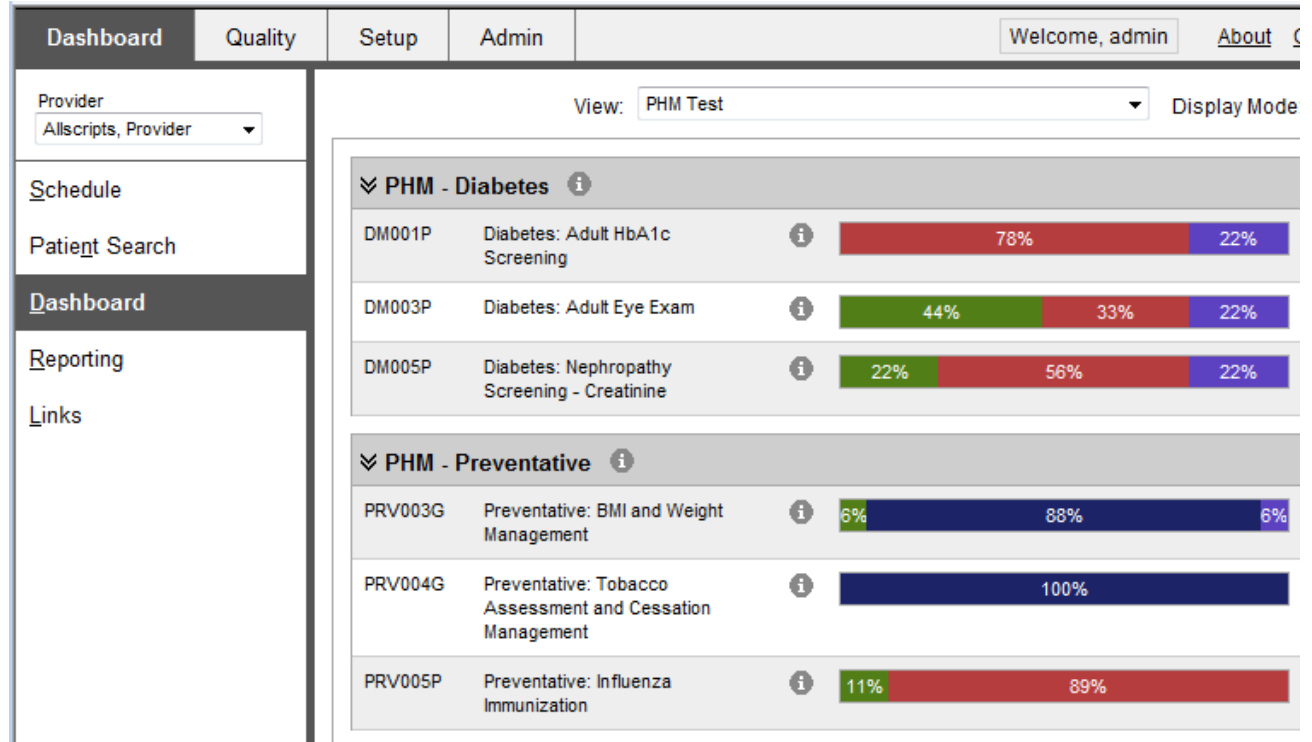 Dashboard Quality Setup Admin Welcome, admin About
Provider
Allscripts, Provider
View: PHM Test Display Mode:
Schedule
Patient Search
Dashboard
Reporting
Links
PHM - Diabetes
DM001P Diabetes: Adult HbA1c
Screening
78% 22%
DM003P Diabetes: Adult Eye Exam 44% 33% 22%
DM005P Diabetes: Nephropathy
Screening - Creatinine
22% 56% 22%
PHM - Preventative
PRV003G Preventative: BMI and Weight
Management
6% 88% 6%
PRV004G Preventative: Tobacco
Assessment and Cessation
Management
100%
PRV005P Preventative: Influenza
Immunization
11% 89%